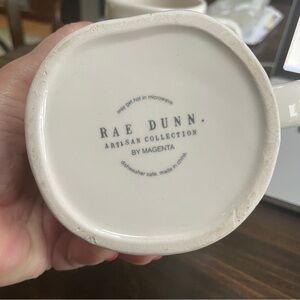 may get hot in microwave.
RAE DUNN.
ARTISAN COLLECTION
BY MAGENTA
dishwasher safe. made in china.